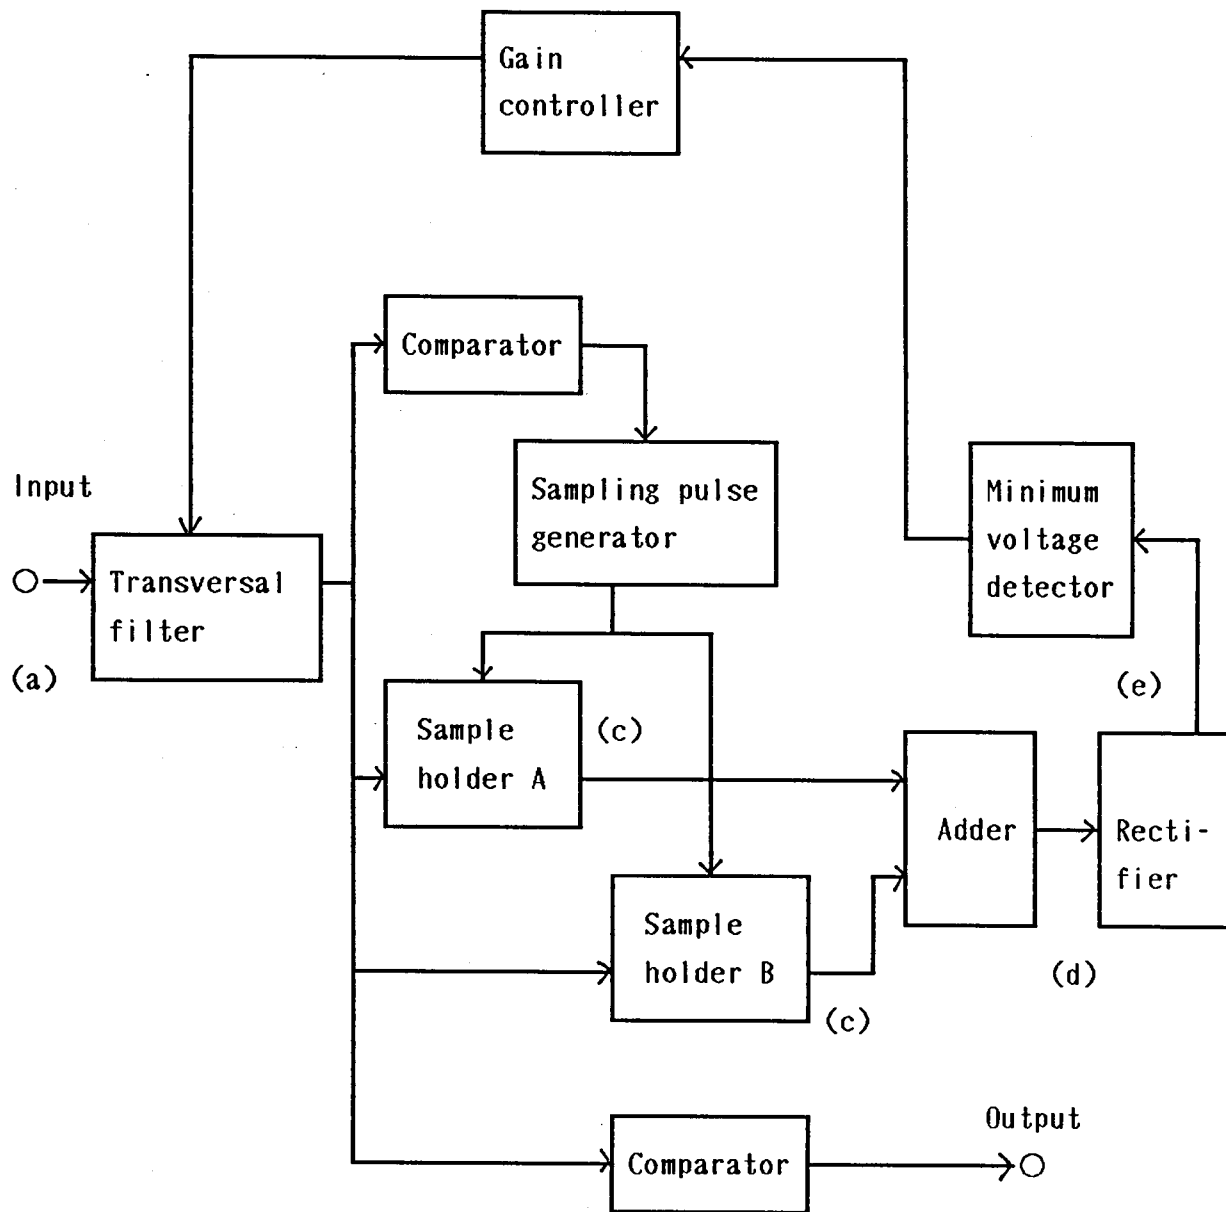 Gain
controller
Comparator
Input
Sampling pulse
generator
Minimum
voltage
detector
Transversal
filter
(a)
(e)
Sample
holder A
(c)
Adder
Recti-
fier
Sample
holder B
(d)
(c)
Output
Comparator